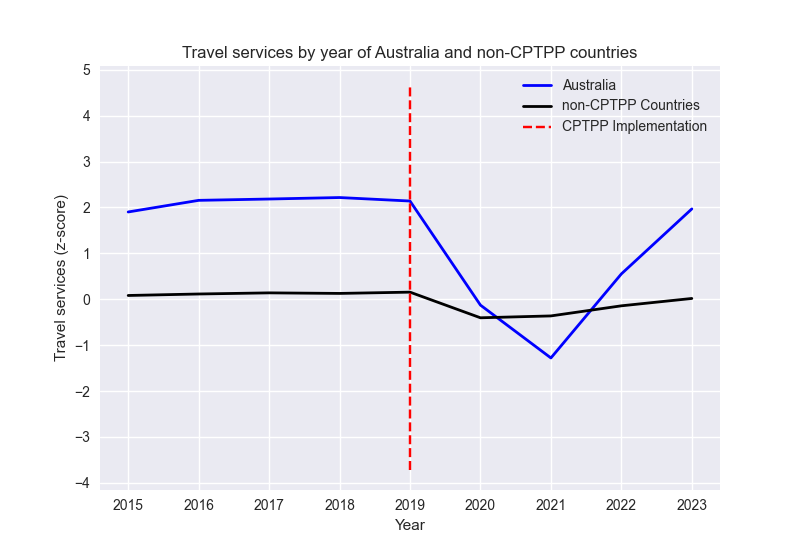 Travel services by year of Australia and non-CPTPP countries
Australia
non-CPTPP Countries
CPTPP Implementation
Travel services (z-score)
5
4
3
2
1
0
−1
−2
−3
−4
2015 2016 2017 2018 2019 2020 2021 2022 2023
Year